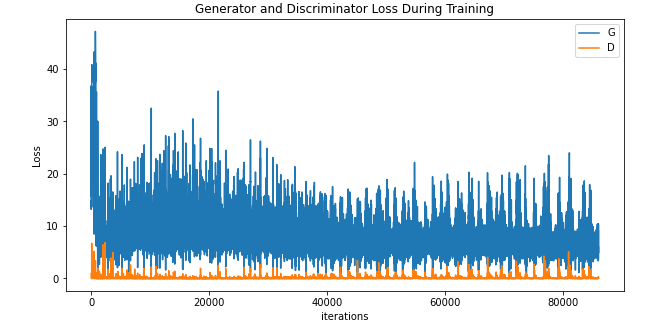 Generator and Discriminator Loss During Training
G
D
Loss
40
30
20
10
0
0 20000 40000 60000 80000
iterations